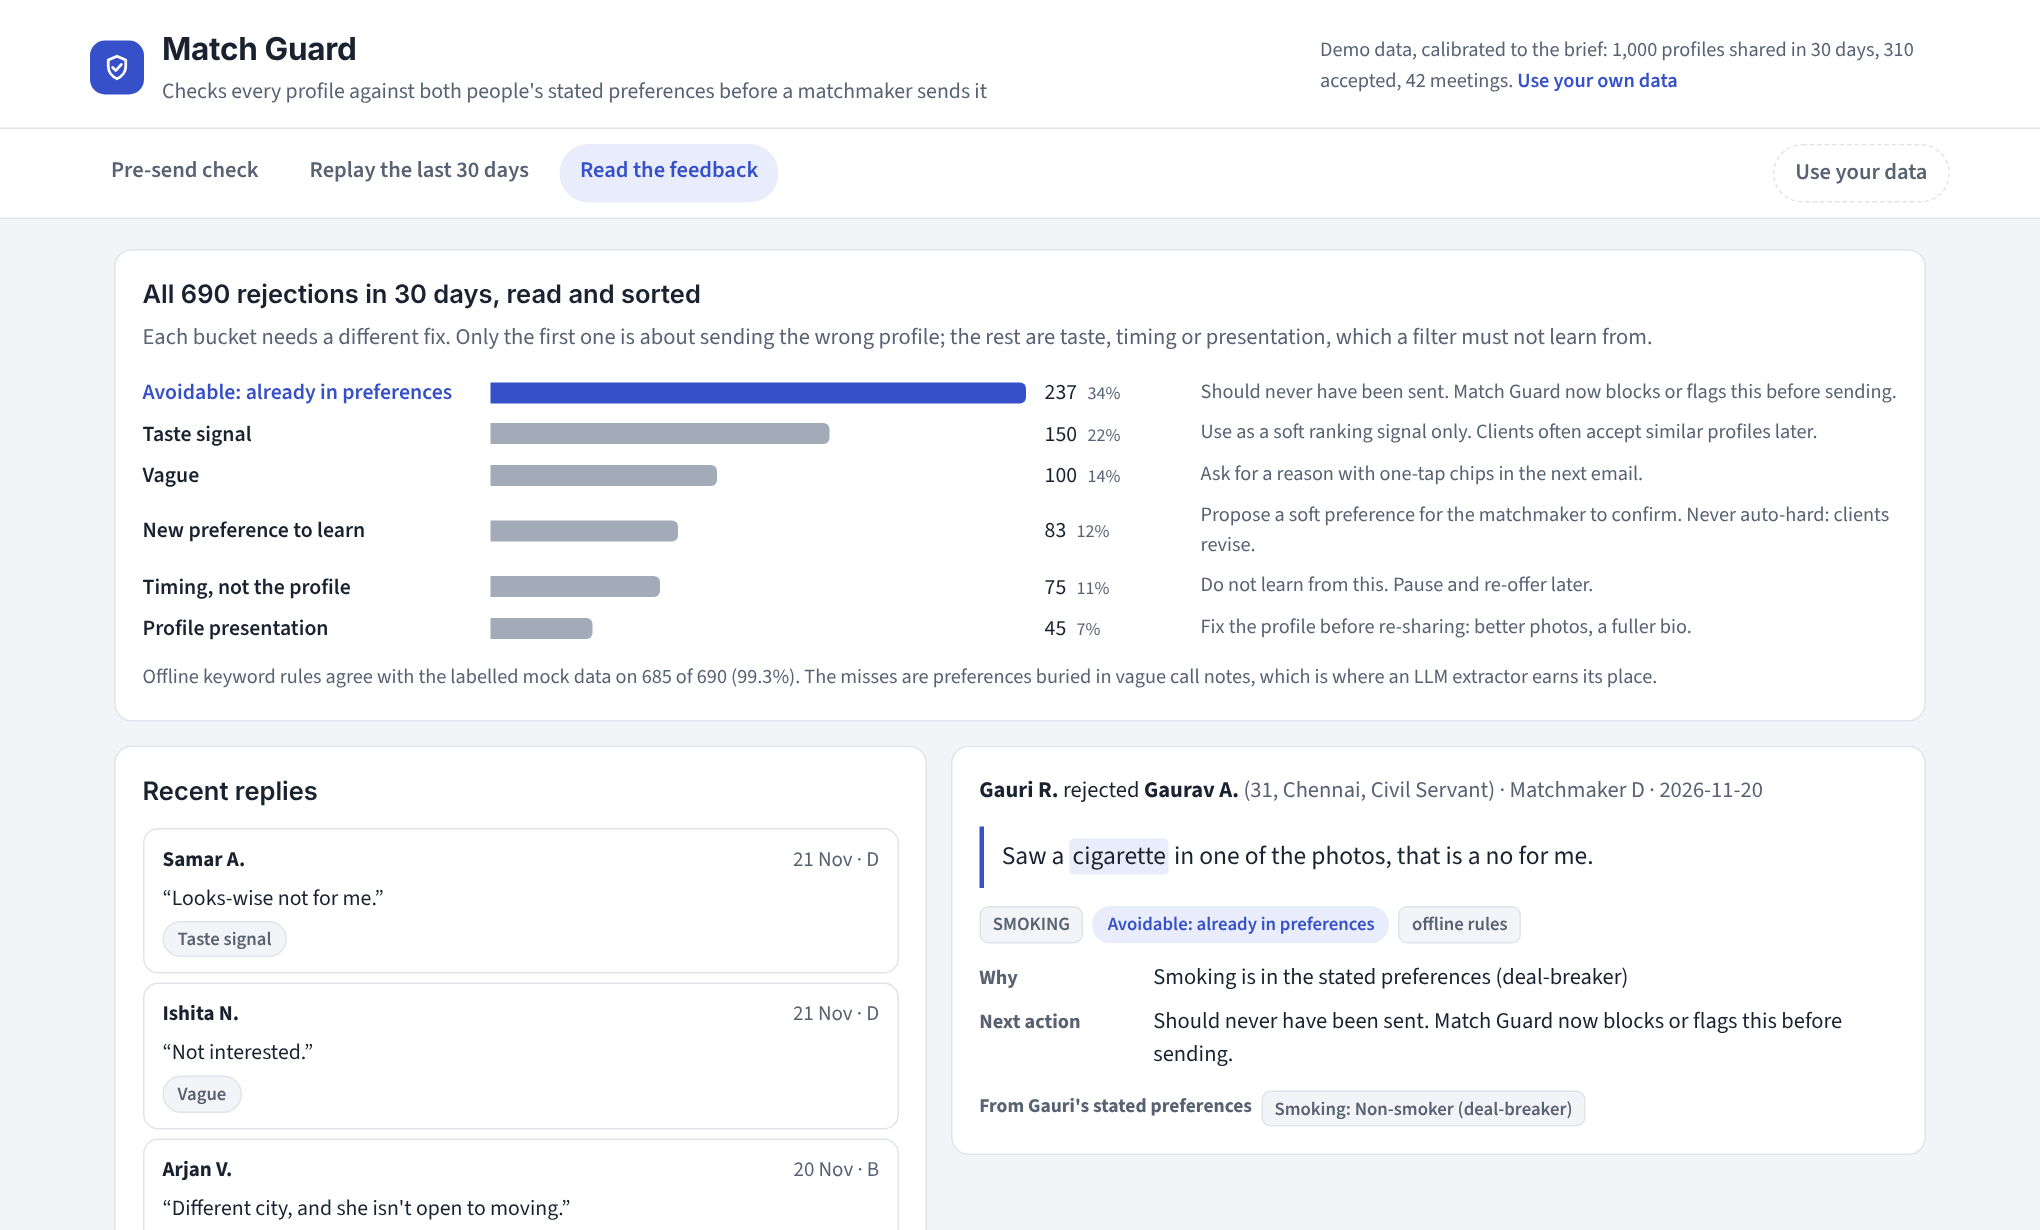 Match Guard
Checks every profile against both people's stated preferences before a matchmaker sends it
Demo data, calibrated to the brief: 1,000 profiles shared in 30 days, 310
accepted, 42 meetings. Use your own data
Pre-send check
Replay the last 30 days
Read the feedback
Use your data
All 690 rejections in 30 days, read and sorted
Each bucket needs a different fix. Only the first one is about sending the wrong profile; the rest are taste, timing or presentation, which a filter must not learn from.
Avoidable: already in preferences 237 34% Should never have been sent. Match Guard now blocks or flags this before sending.
Taste signal 150 22% Use as a soft ranking signal only. Clients often accept similar profiles later.
Vague 100 14% Ask for a reason with one-tap chips in the next email.
New preference to learn 83 12% Propose a soft preference for the matchmaker to confirm. Never auto-hard: clients
revise.
Timing, not the profile 75 11% Do not learn from this. Pause and re-offer later.
Profile presentation 45 7% Fix the profile before re-sharing: better photos, a fuller bio.
Offline keyword rules agree with the labelled mock data on 685 of 690 (99.3%). The misses are preferences buried in vague call notes, which is where an LLM extractor earns its place.
Recent replies
Samar A. 21 Nov · D
“Looks-wise not for me.”
Taste signal
Ishita N. 21 Nov · D
“Not interested.”
Vague
Arjan V. 20 Nov · B
“Different city, and she isn't open to moving.”
Gauri R. rejected Gaurav A. (31, Chennai, Civil Servant) · Matchmaker D · 2026-11-20
Saw a cigarette in one of the photos, that is a no for me.
SMOKING Avoidable: already in preferences offline rules
Why Smoking is in the stated preferences (deal-breaker)
Next action Should never have been sent. Match Guard now blocks or flags this before
sending.
From Gauri's stated preferences Smoking: Non-smoker (deal-breaker)